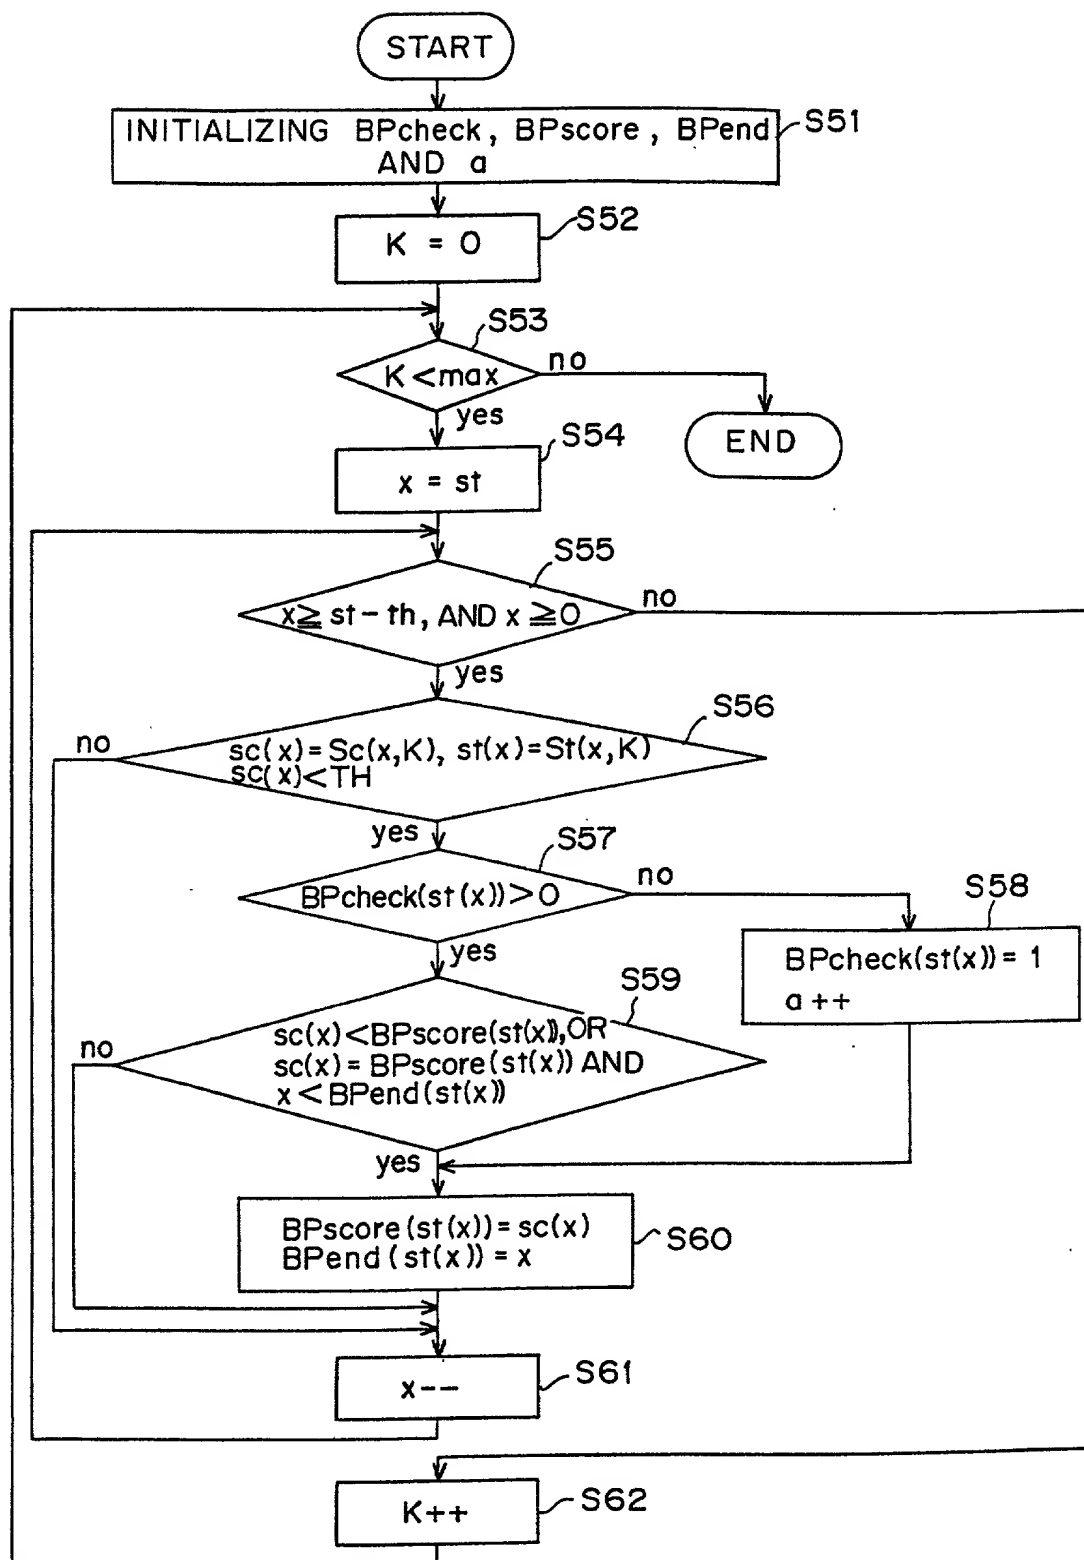 START
INITIALIZING BPcheck, BPscore, BPend
AND a
S51
K = 0
S52
S53
K<max
no
yes
END
S54
x = st
S55
x≧st-th, AND x≧0
no
yes
S56
no
sc(x)=Sc(x,K), st(x)=St(x,K)
sc(x)<TH
yes
S57
BPcheck(st(x))>0
no
yes
S58
BPcheck(st(x))=1
a++
S59
no
sc(x)<BPscore(st(x)),OR
sc(x)=BPscore(st(x)) AND
x<BPend(st(x))
yes
BPscore(st(x))=sc(x)
BPend(st(x))=x
S60
x--
S61
K++
S62